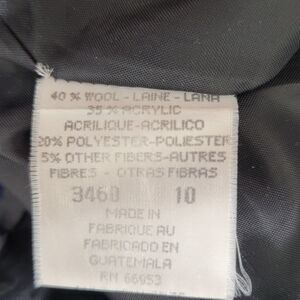 40 % WOOL - LAINE - LANA
35 % ACRYLIC
ACRILIQUE-ACRILICO
20% POLYESTER-POLIESTER
5% OTHER FIBERS-AUTRES
FIBRES - OTRAS FIBRAS
3460 10
MADE IN
FABRIQUE AU
FABRICADO EN
GUATEMALA
RN 66953